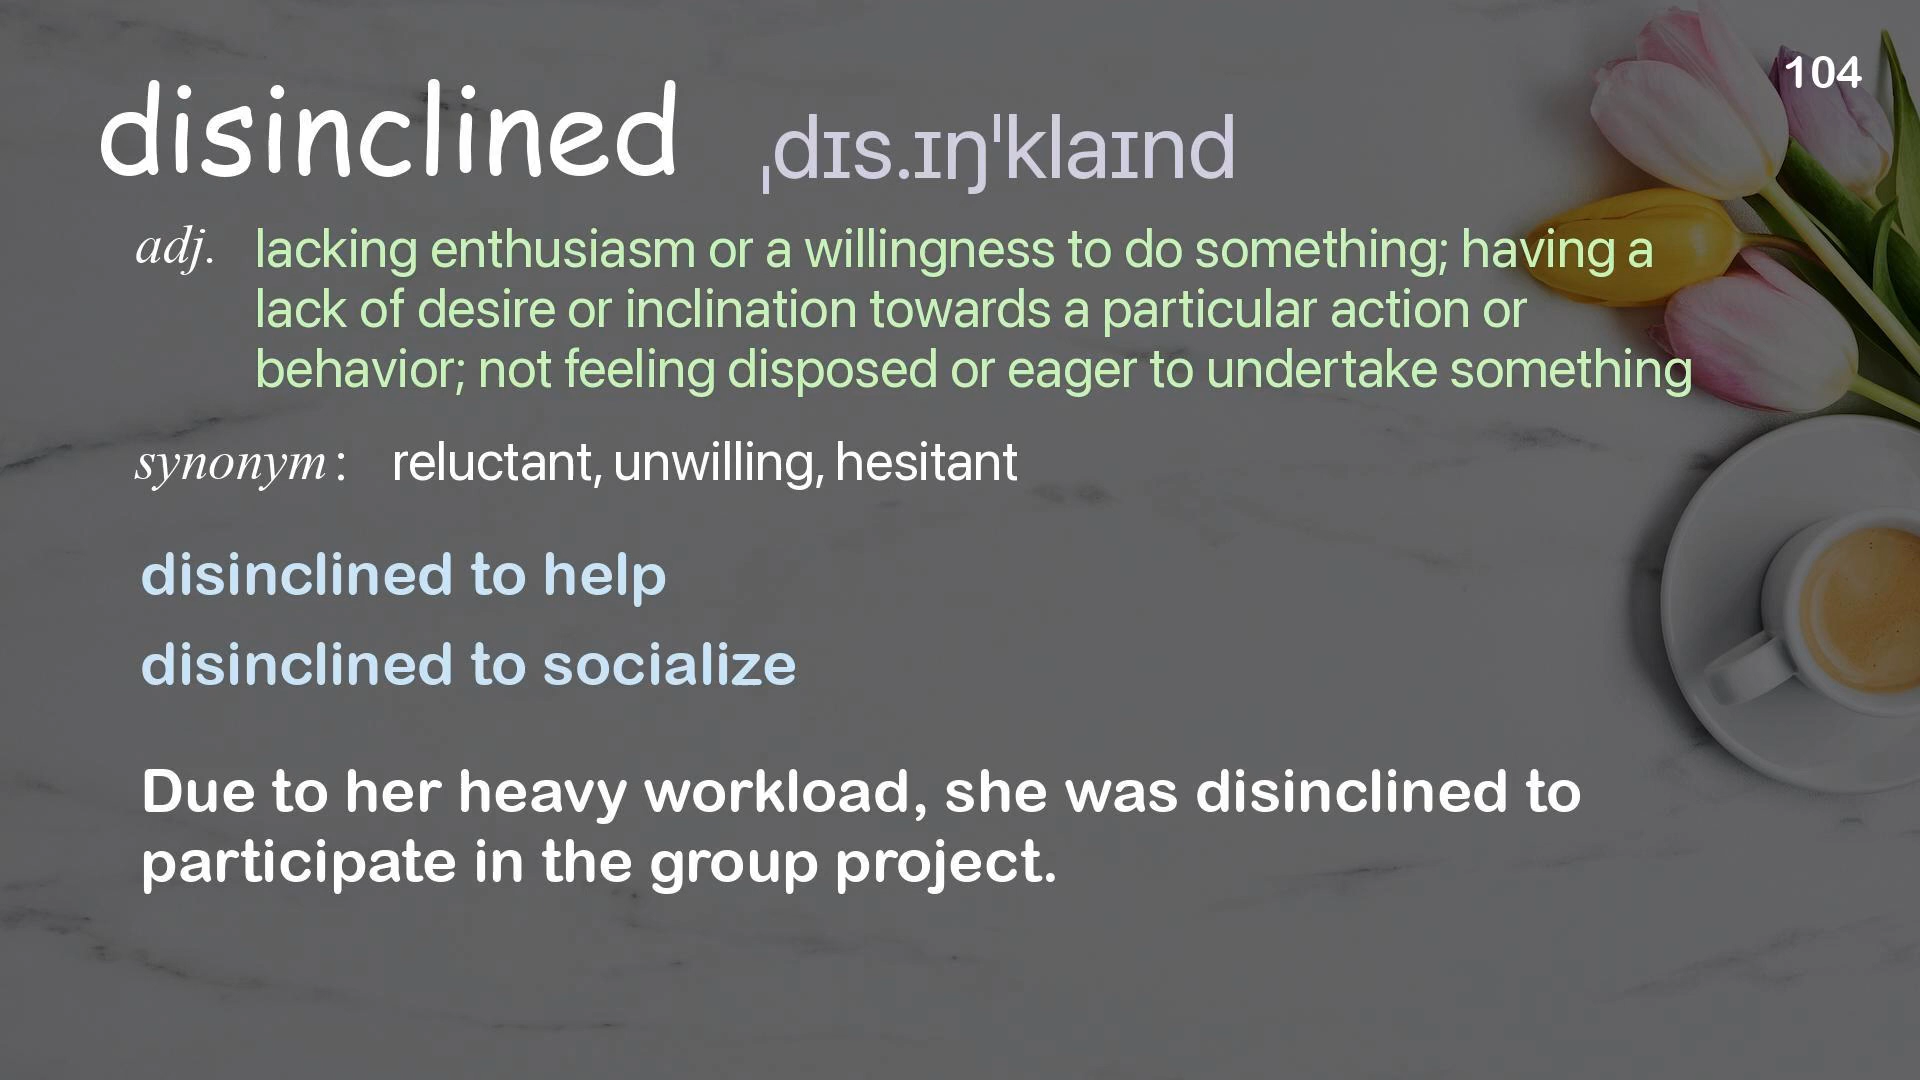 104
disinclined ˌdɪs.ɪŋˈklaɪnd
adj. lacking enthusiasm or a willingness to do something; having a
lack of desire or inclination towards a particular action or
behavior; not feeling disposed or eager to undertake something
synonym: reluctant, unwilling, hesitant
disinclined to help
disinclined to socialize
Due to her heavy workload, she was disinclined to
participate in the group project.